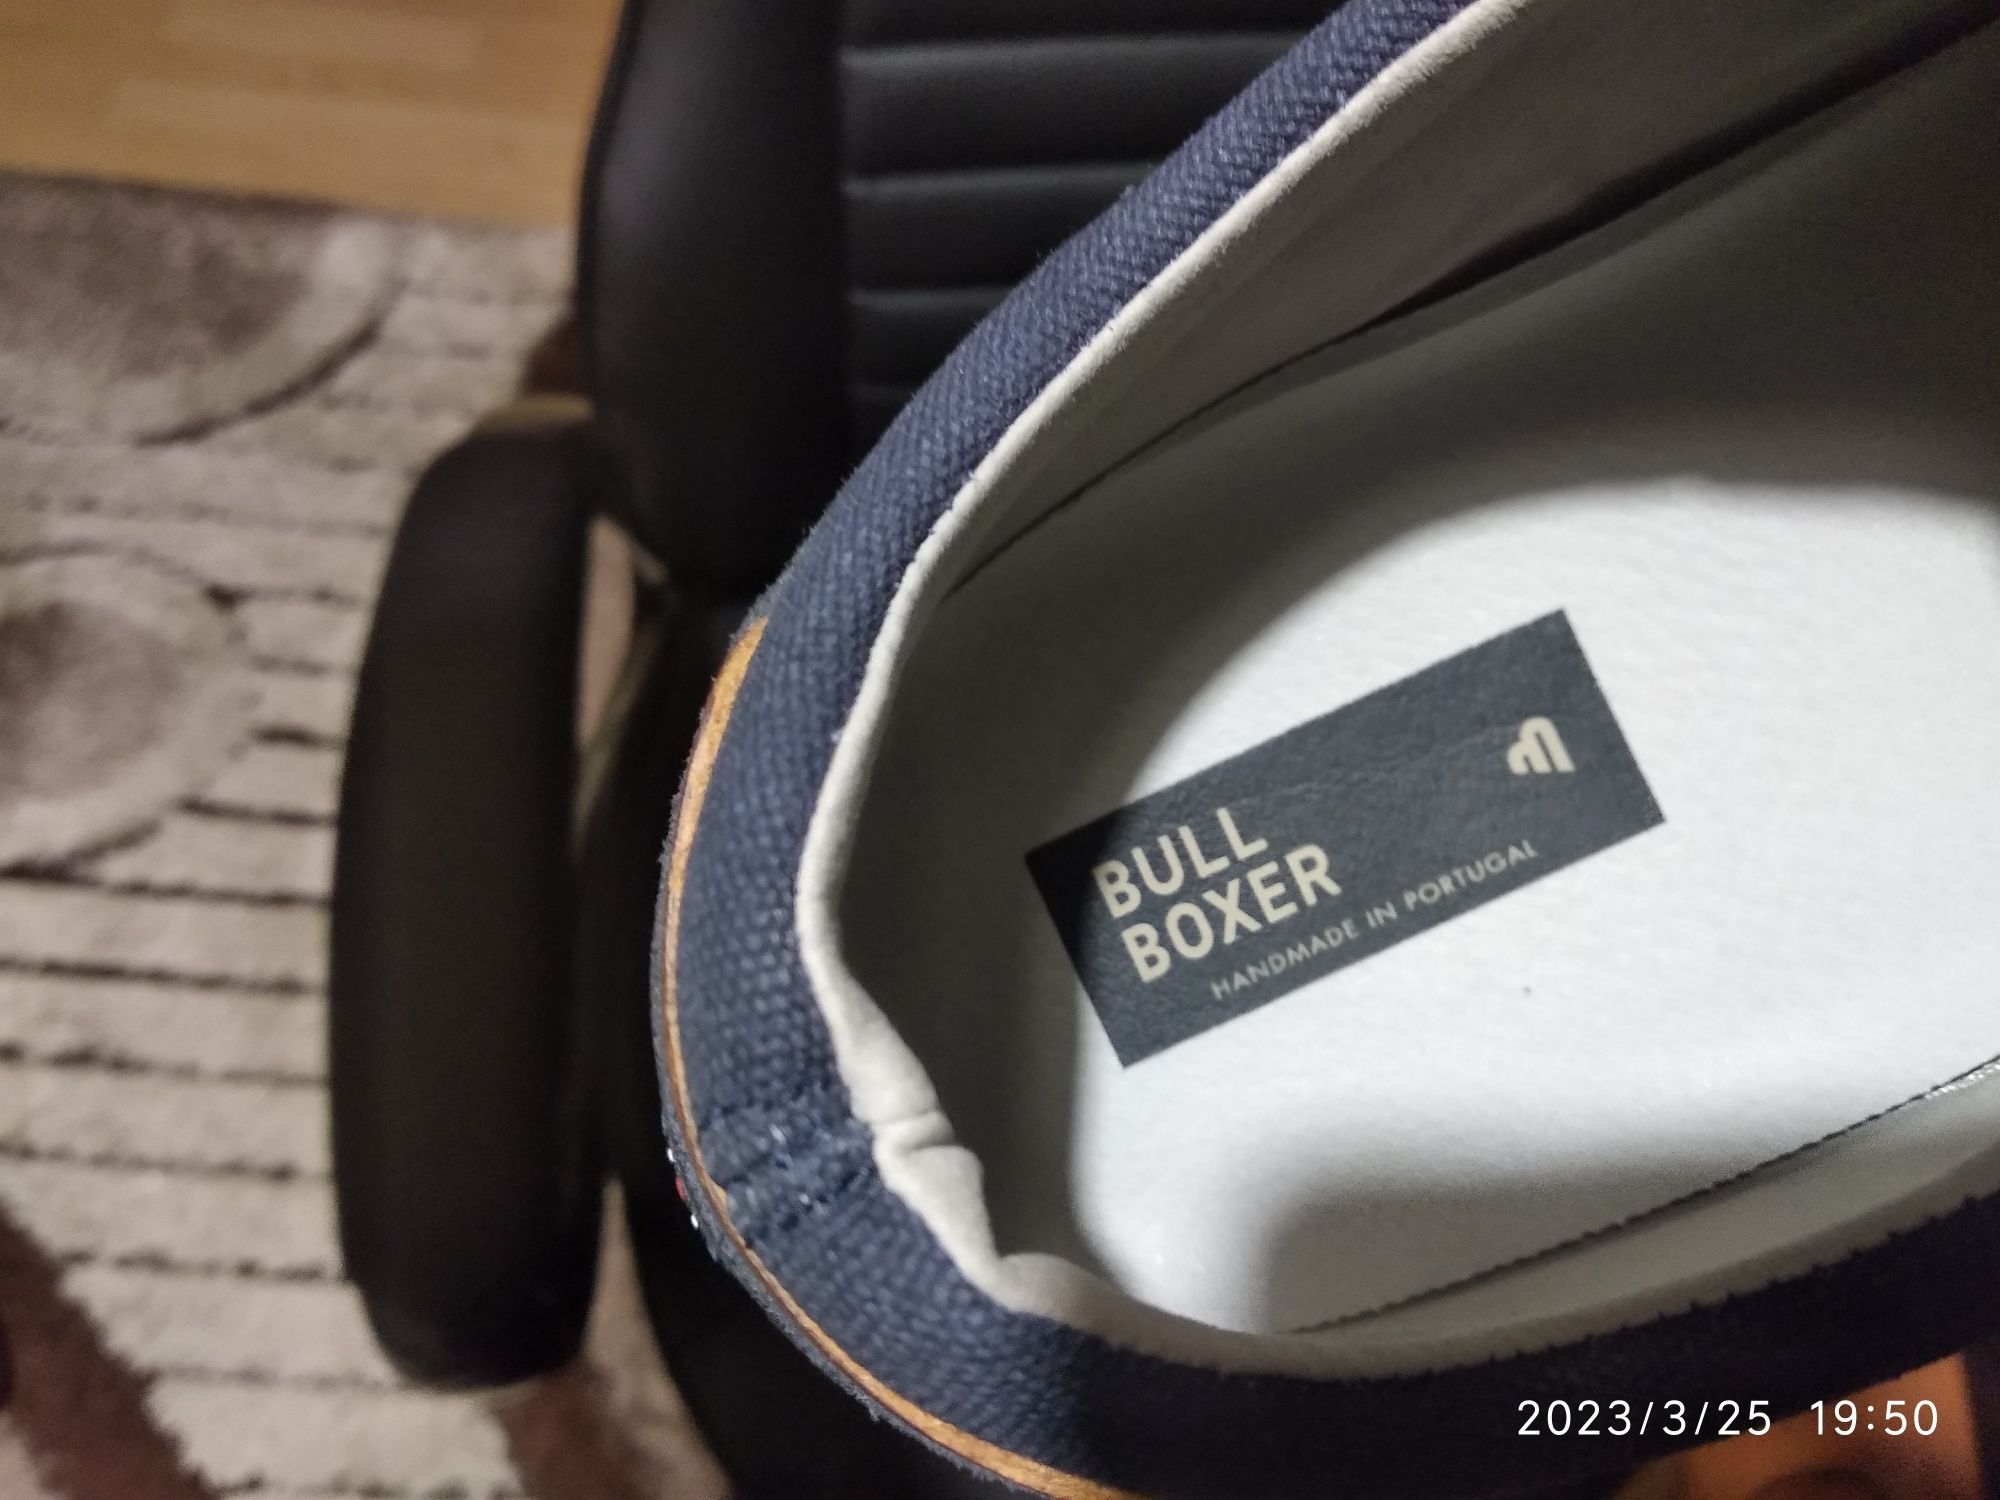 BULL
BOXER
HANDMADE IN PORTUGAL
2023/3/25 19:50